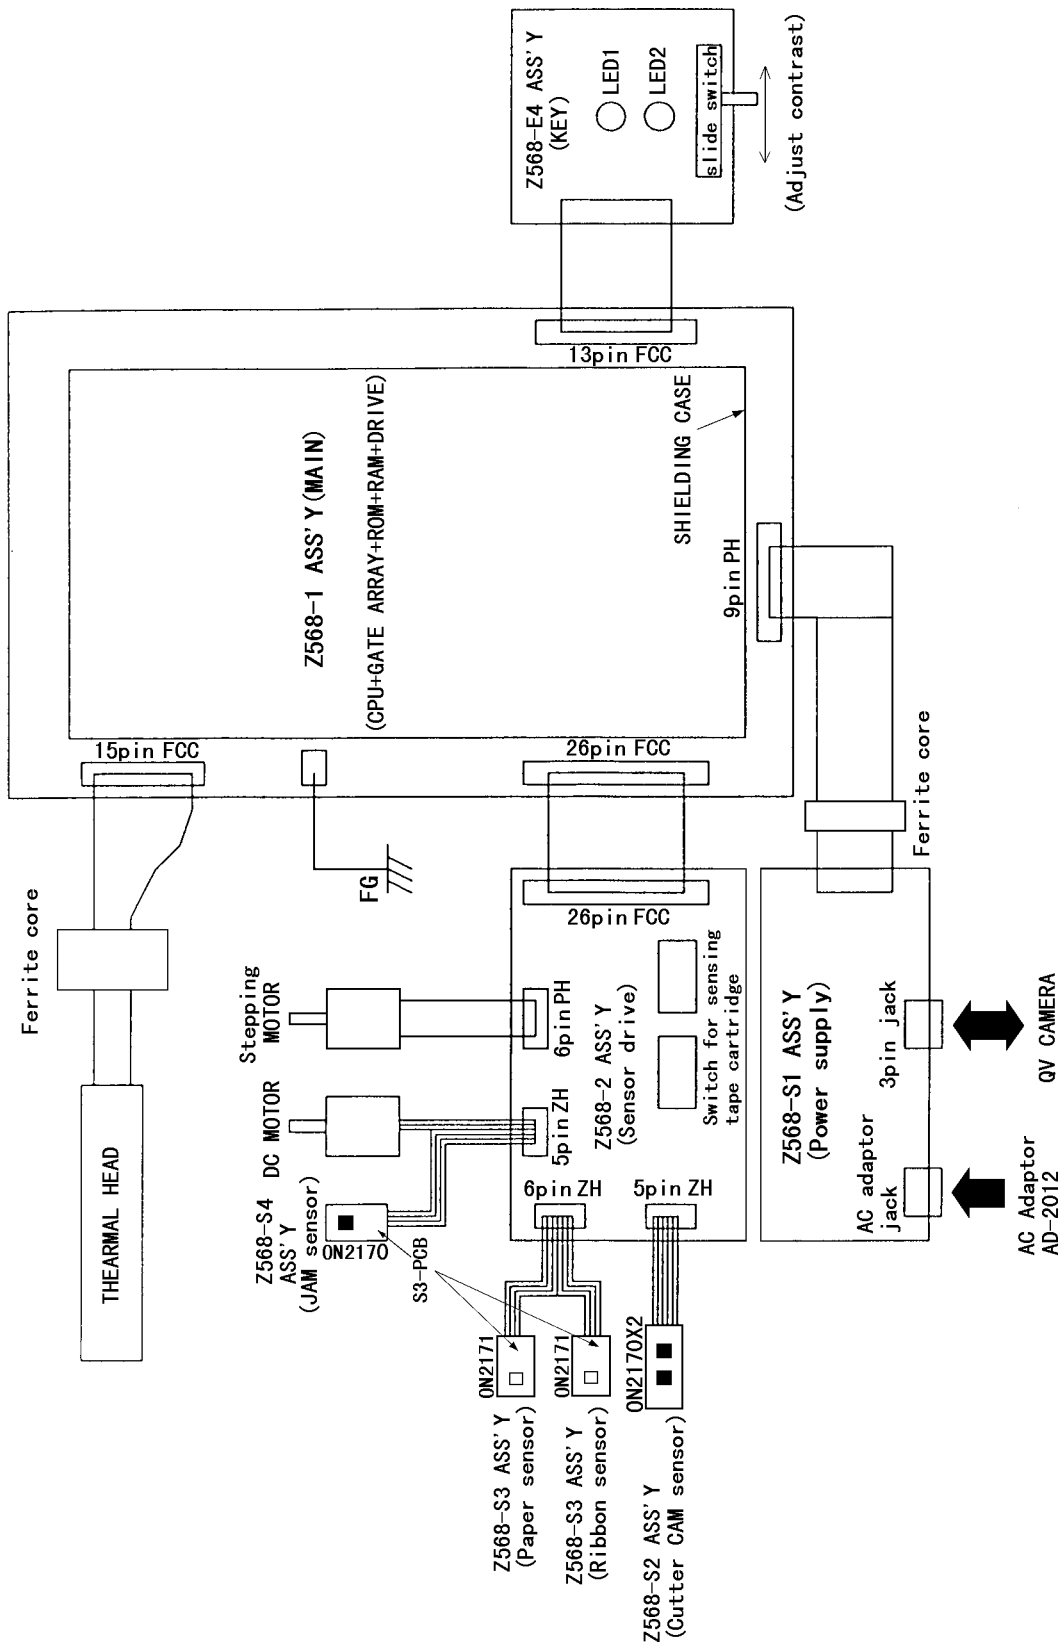 Z568-E4 ASS'Y
(KEY)
LED1
LED2
slide switch
(Adjust contrast)
13pin FCC
Z568-1 ASS'Y(MAIN)
(CPU+GATE ARRAY+ROM+RAM+DRIVE)
SHIELDING CASE
15pin FCC
26pin FCC
9pin PH
Ferrite core
THEARMAL HEAD
FG
Ferrite core
Stepping
MOTOR
DC MOTOR
Z568-S4
ASS'Y
(JAM sensor)
ON2170
S3-PCB
26pin FCC
6pin PH
5pin ZH
Z568-2 ASS'Y
(Sensor drive)
Switch for sensing
tape cartridge
6pin ZH
5pin ZH
ON2171
Z568-S3 ASS'Y
(Paper sensor)
ON2171
Z568-S3 ASS'Y
(Ribbon sensor)
ON2170X2
Z568-S2 ASS'Y
(Cutter CAM sensor)
Z568-S1 ASS'Y
(Power supply)
AC adaptor
jack
3pin jack
AC Adaptor
AD-2012
QV CAMERA